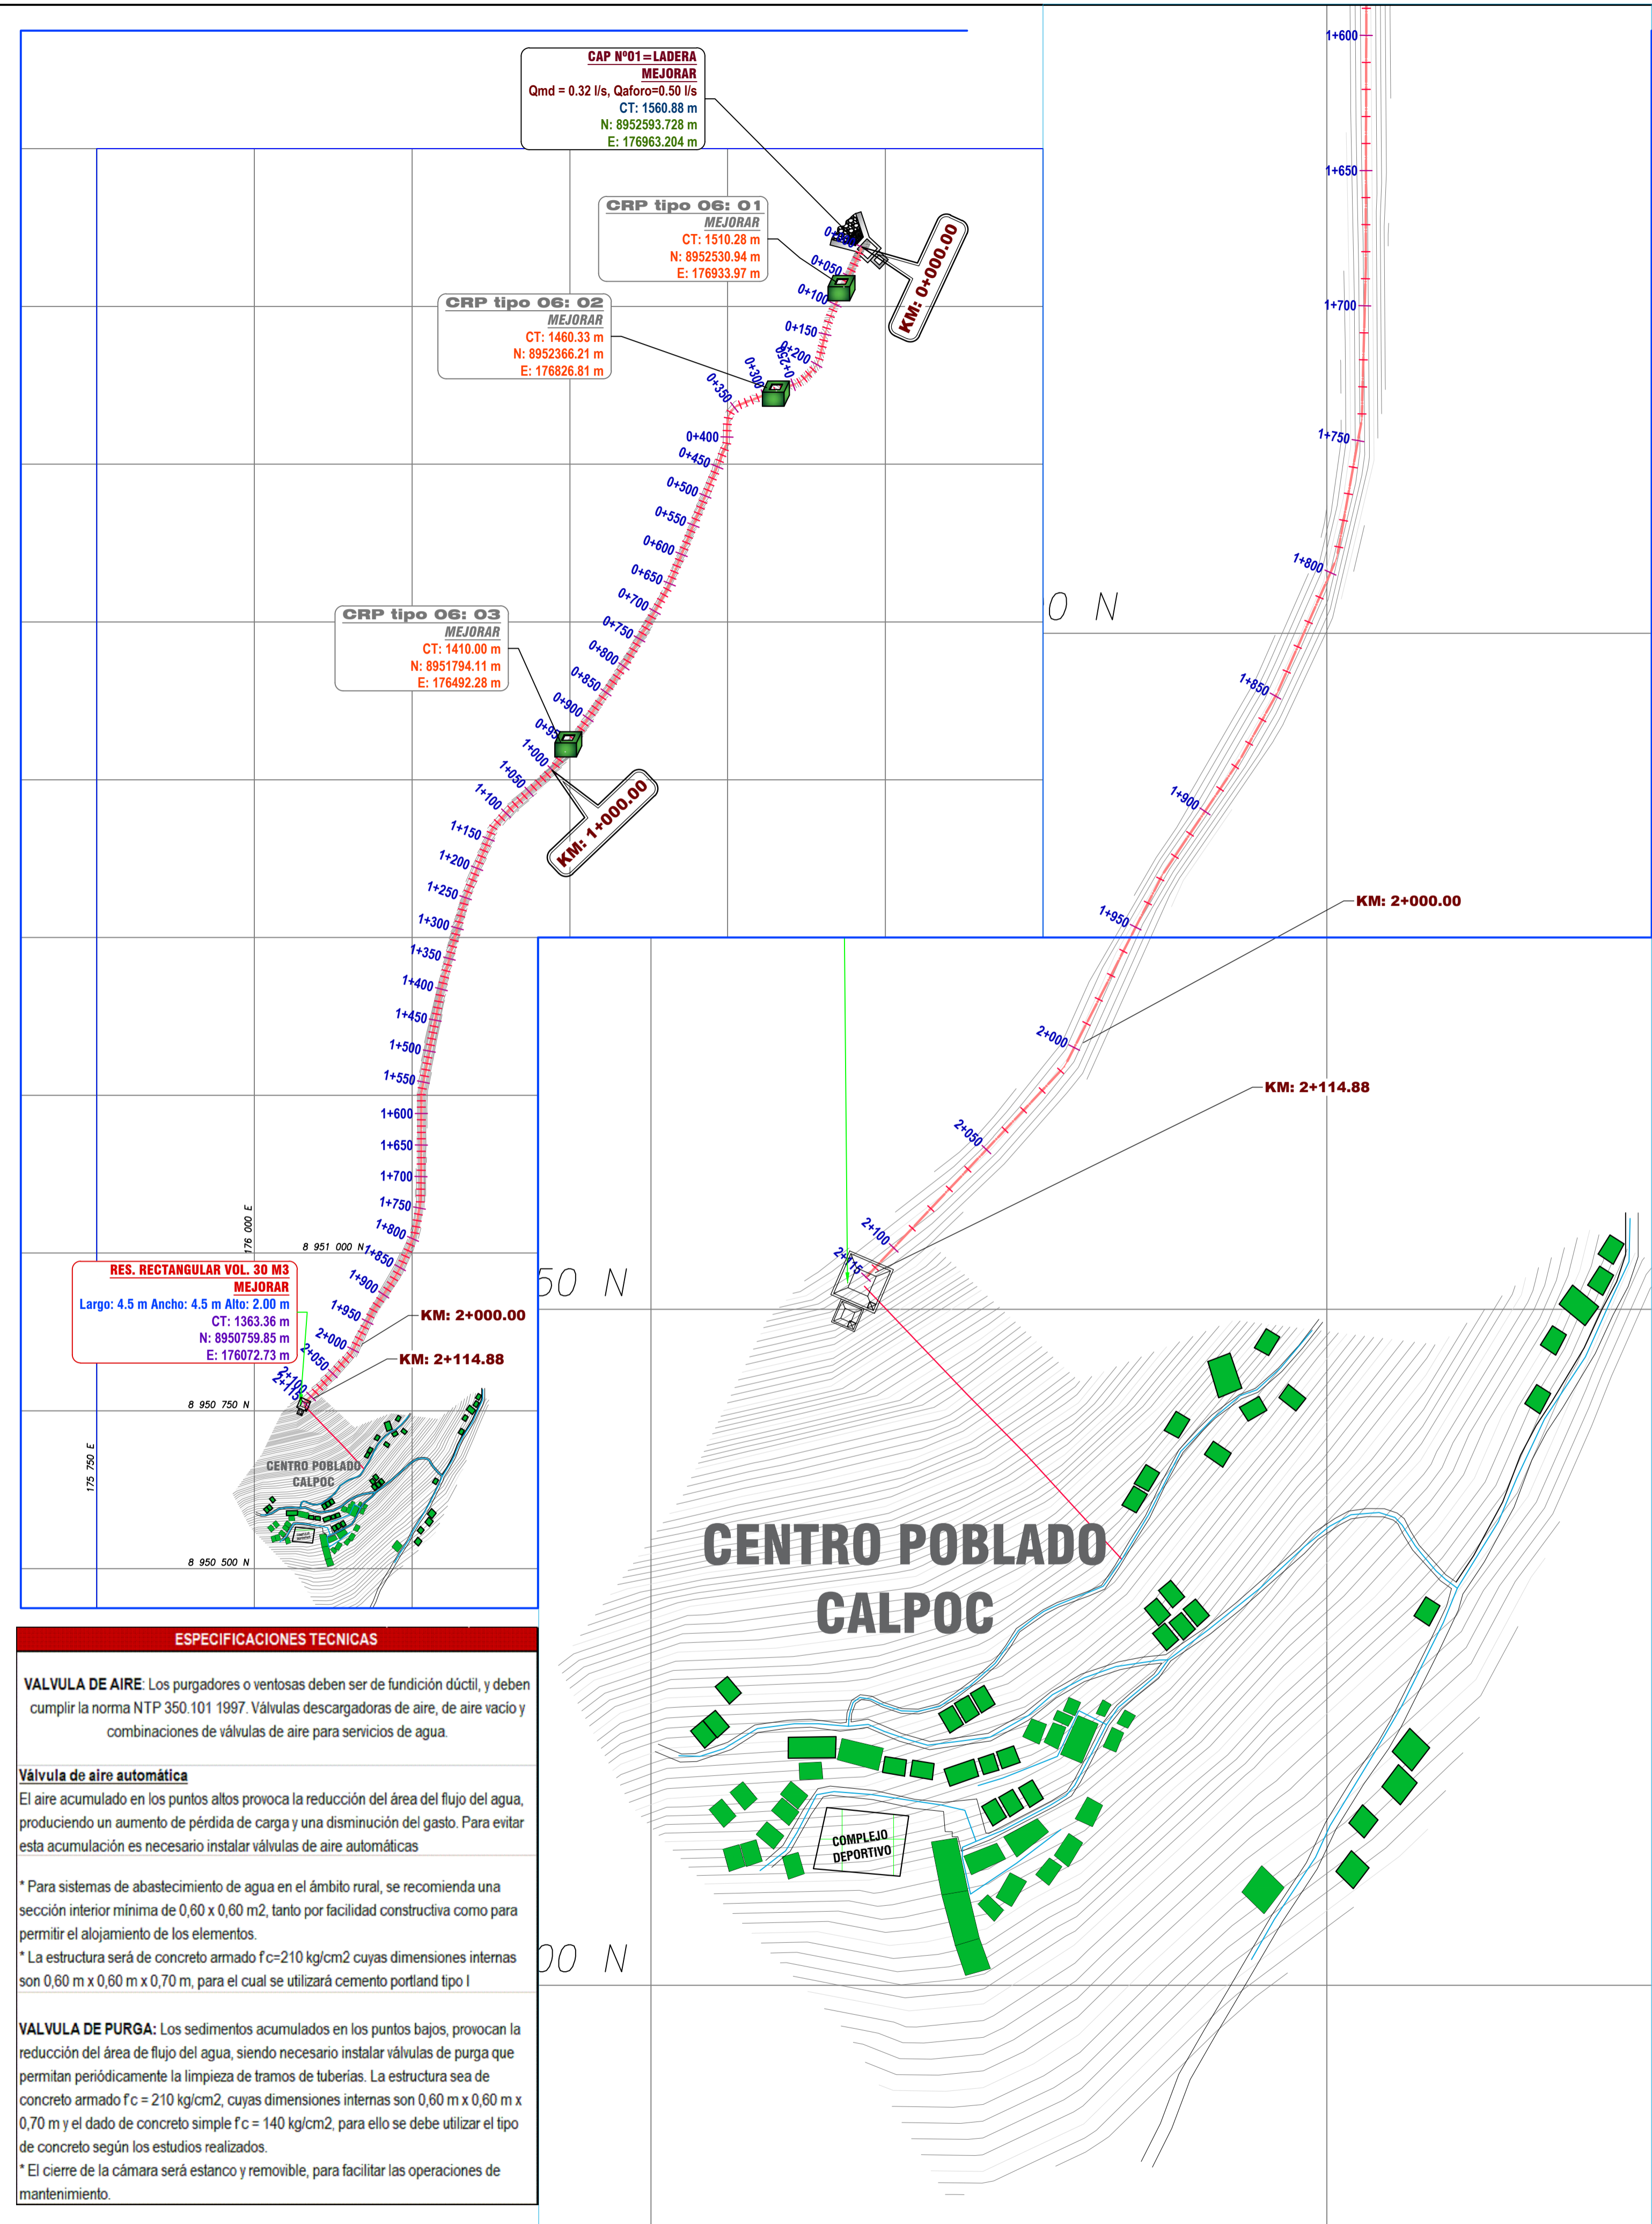 CAP Nº01=LADERA
MEJORAR
Qmd = 0.32 l/s, Qaforo=0.50 l/s
CT: 1560.88 m
N: 8952593.728 m
E: 176963.204 m
CRP tipo 06: 01
MEJORAR
CT: 1510.28 m
N: 8952530.94 m
E: 176933.97 m
CRP tipo 06: 02
MEJORAR
CT: 1460.33 m
N: 8952366.21 m
E: 176826.81 m
KM: 0+000.00
0+050
0+100
0+150
0+200
0+250
0+300
0+350
0+400
0+450
0+500
0+550
0+600
0+650
0+700
0+750
0+800
0+850
0+900
0+95
CRP tipo 06: 03
MEJORAR
CT: 1410.00 m
N: 8951794.11 m
E: 176492.28 m
1+000
KM: 1+000.00
1+050
1+100
1+150
1+200
1+250
1+300
1+350
1+400
1+450
1+500
1+550
1+600
1+650
1+700
1+750
1+800
1+850
1+900
1+950
2+000
2+050
2+100
2+115
176 000 E
8 951 000 N
RES. RECTANGULAR VOL. 30 M3
MEJORAR
Largo: 4.5 m Ancho: 4.5 m Alto: 2.00 m
CT: 1363.36 m
N: 8950759.85 m
E: 176072.73 m
KM: 2+000.00
KM: 2+114.88
8 950 750 N
175 750 E
CENTRO POBLADO
CALPOC
COMPLEJO
DEPORTIVO
8 950 500 N
1+600
1+650
1+700
1+750
1+800
0 N
1+850
1+900
1+950
KM: 2+000.00
2+000
KM: 2+114.88
2+050
2+100
2+115
50 N
CENTRO POBLADO
CALPOC
COMPLEJO
DEPORTIVO
00 N
ESPECIFICACIONES TECNICAS
VALVULA DE AIRE: Los purgadores o ventosas deben ser de fundición dúctil, y deben
cumplir la norma NTP 350.101 1997. Válvulas descargadoras de aire, de aire vacío y
combinaciones de válvulas de aire para servicios de agua.
Válvula de aire automática
El aire acumulado en los puntos altos provoca la reducción del área del flujo del agua,
produciendo un aumento de pérdida de carga y una disminución del gasto. Para evitar
esta acumulación es necesario instalar válvulas de aire automáticas
* Para sistemas de abastecimiento de agua en el ámbito rural, se recomienda una
sección interior mínima de 0,60 x 0,60 m2, tanto por facilidad constructiva como para
permitir el alojamiento de los elementos.
* La estructura será de concreto armado f'c=210 kg/cm2 cuyas dimensiones internas
son 0,60 m x 0,60 m x 0,70 m, para el cual se utilizará cemento portland tipo I
VALVULA DE PURGA: Los sedimentos acumulados en los puntos bajos, provocan la
reducción del área de flujo del agua, siendo necesario instalar válvulas de purga que
permitan periódicamente la limpieza de tramos de tuberías. La estructura sea de
concreto armado f'c = 210 kg/cm2, cuyas dimensiones internas son 0,60 m x 0,60 m x
0,70 m y el dado de concreto simple f'c = 140 kg/cm2, para ello se debe utilizar el tipo
de concreto según los estudios realizados.
* El cierre de la cámara será estanco y removible, para facilitar las operaciones de
mantenimiento.